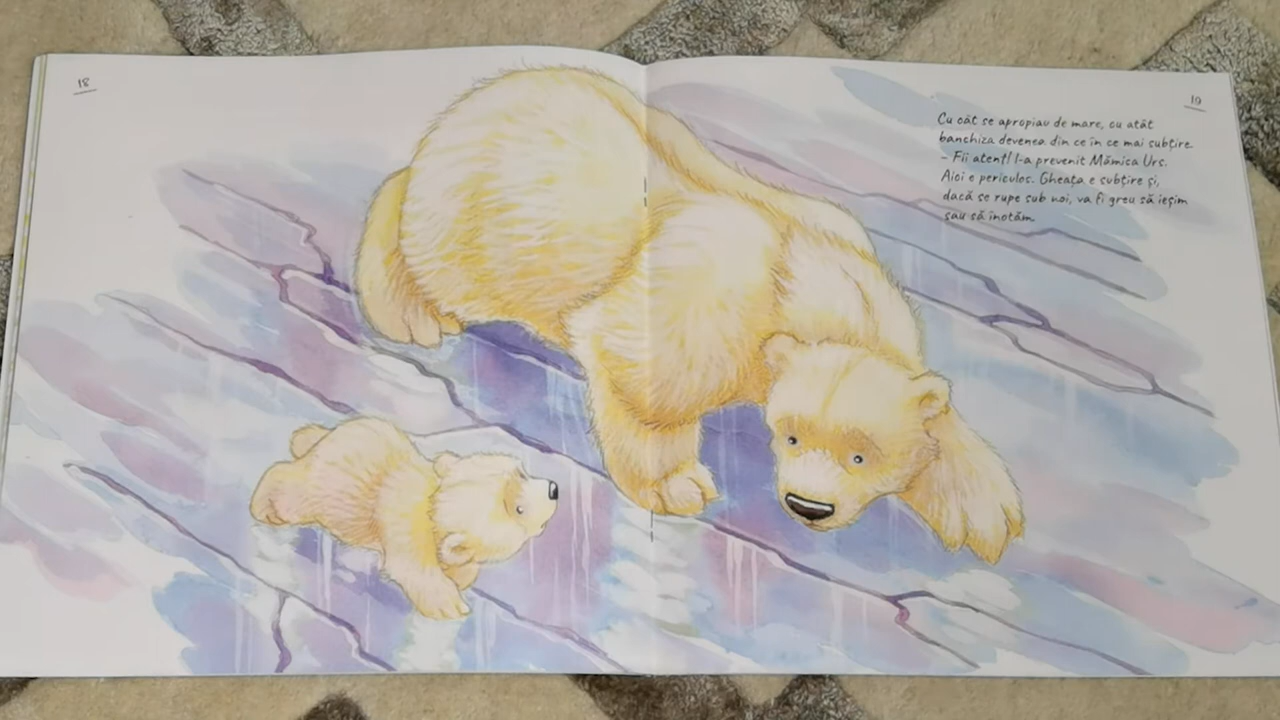 18
19
Cu cât se apropiau de mare, cu atât
banchiza devenea din ce în ce mai subțire.
- Fii atent! l-a prevenit Mămica Urs.
Aici e periculos. Gheața e subțire și,
dacă se rupe sub noi, va fi greu să ieșim
sau să înotăm.